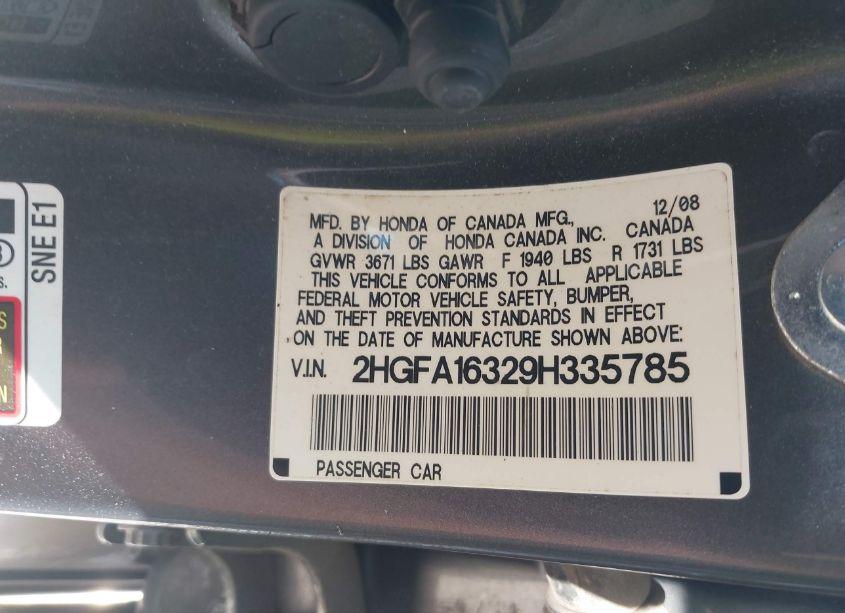 12/08
MFD. BY HONDA OF CANADA MFG.,
A DIVISION OF HONDA CANADA INC. CANADA
GVWR 3671 LBS GAWR F 1940 LBS R 1731 LBS
THIS VEHICLE CONFORMS TO ALL APPLICABLE
FEDERAL MOTOR VEHICLE SAFETY, BUMPER,
AND THEFT PREVENTION STANDARDS IN EFFECT
ON THE DATE OF MANUFACTURE SHOWN ABOVE:
V.I.N. 2HGFA16329H335785
PASSENGER CAR
SNE E1